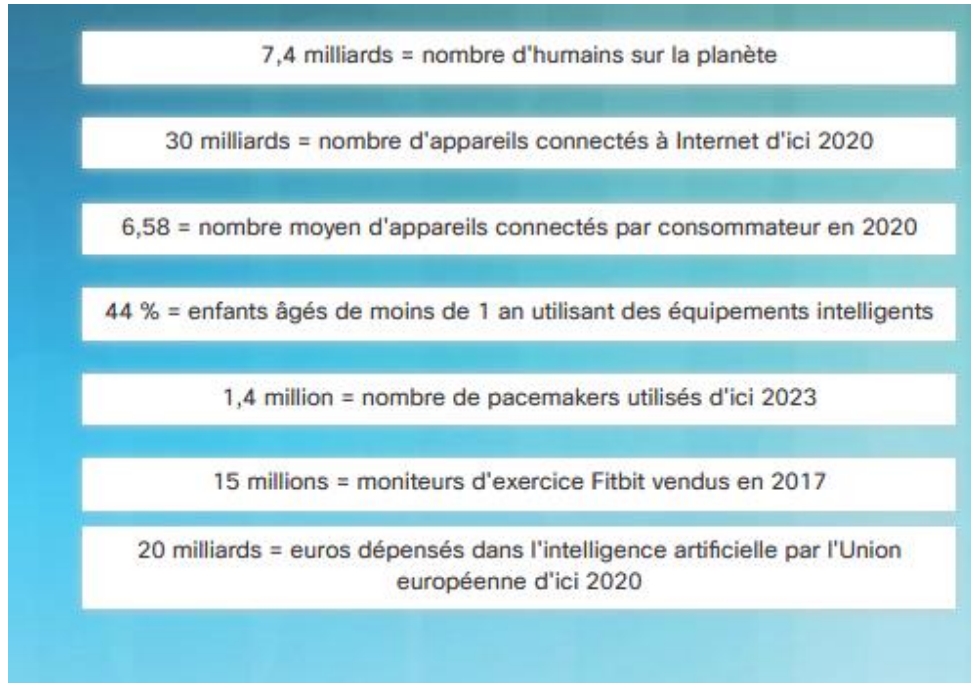 7,4 milliards = nombre d'humains sur la planète
30 milliards = nombre d'appareils connectés à Internet d'ici 2020
6,58 = nombre moyen d'appareils connectés par consommateur en 2020
44 % = enfants âgés de moins de 1 an utilisant des équipements intelligents
1,4 million = nombre de pacemakers utilisés d'ici 2023
15 millions = moniteurs d'exercice Fitbit vendus en 2017
20 milliards = euros dépensés dans l'intelligence artificielle par l'Union
européenne d'ici 2020